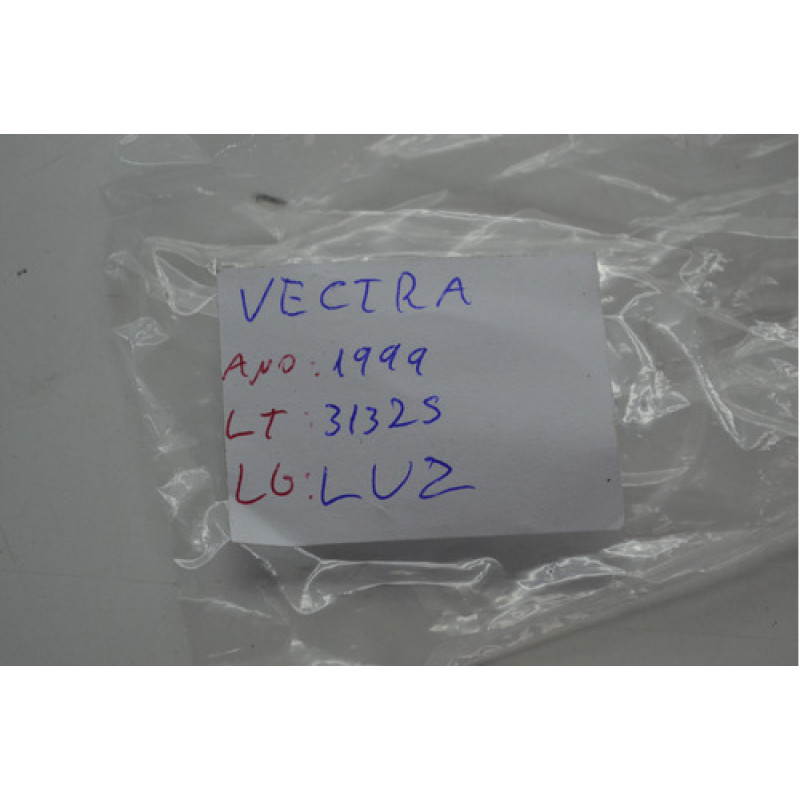 VECTRA
ANO: 1999
LT: 3132S
LG: LUZ